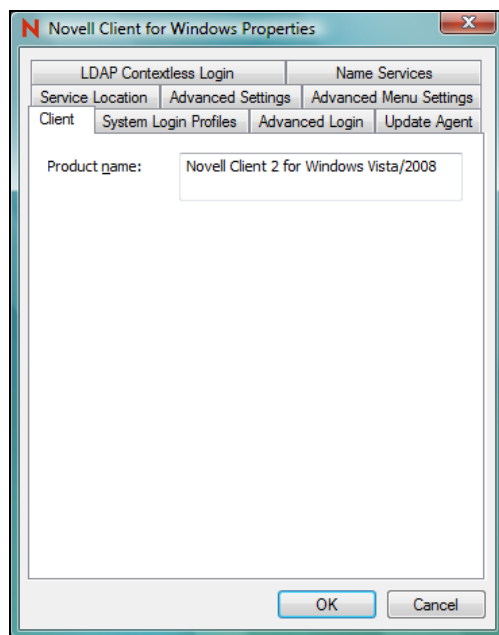 Novell Client for Windows Properties
LDAP Contextless Login Name Services
Service Location Advanced Settings Advanced Menu Settings
Client System Login Profiles Advanced Login Update Agent
Product name: Novell Client 2 for Windows Vista/2008
OK Cancel